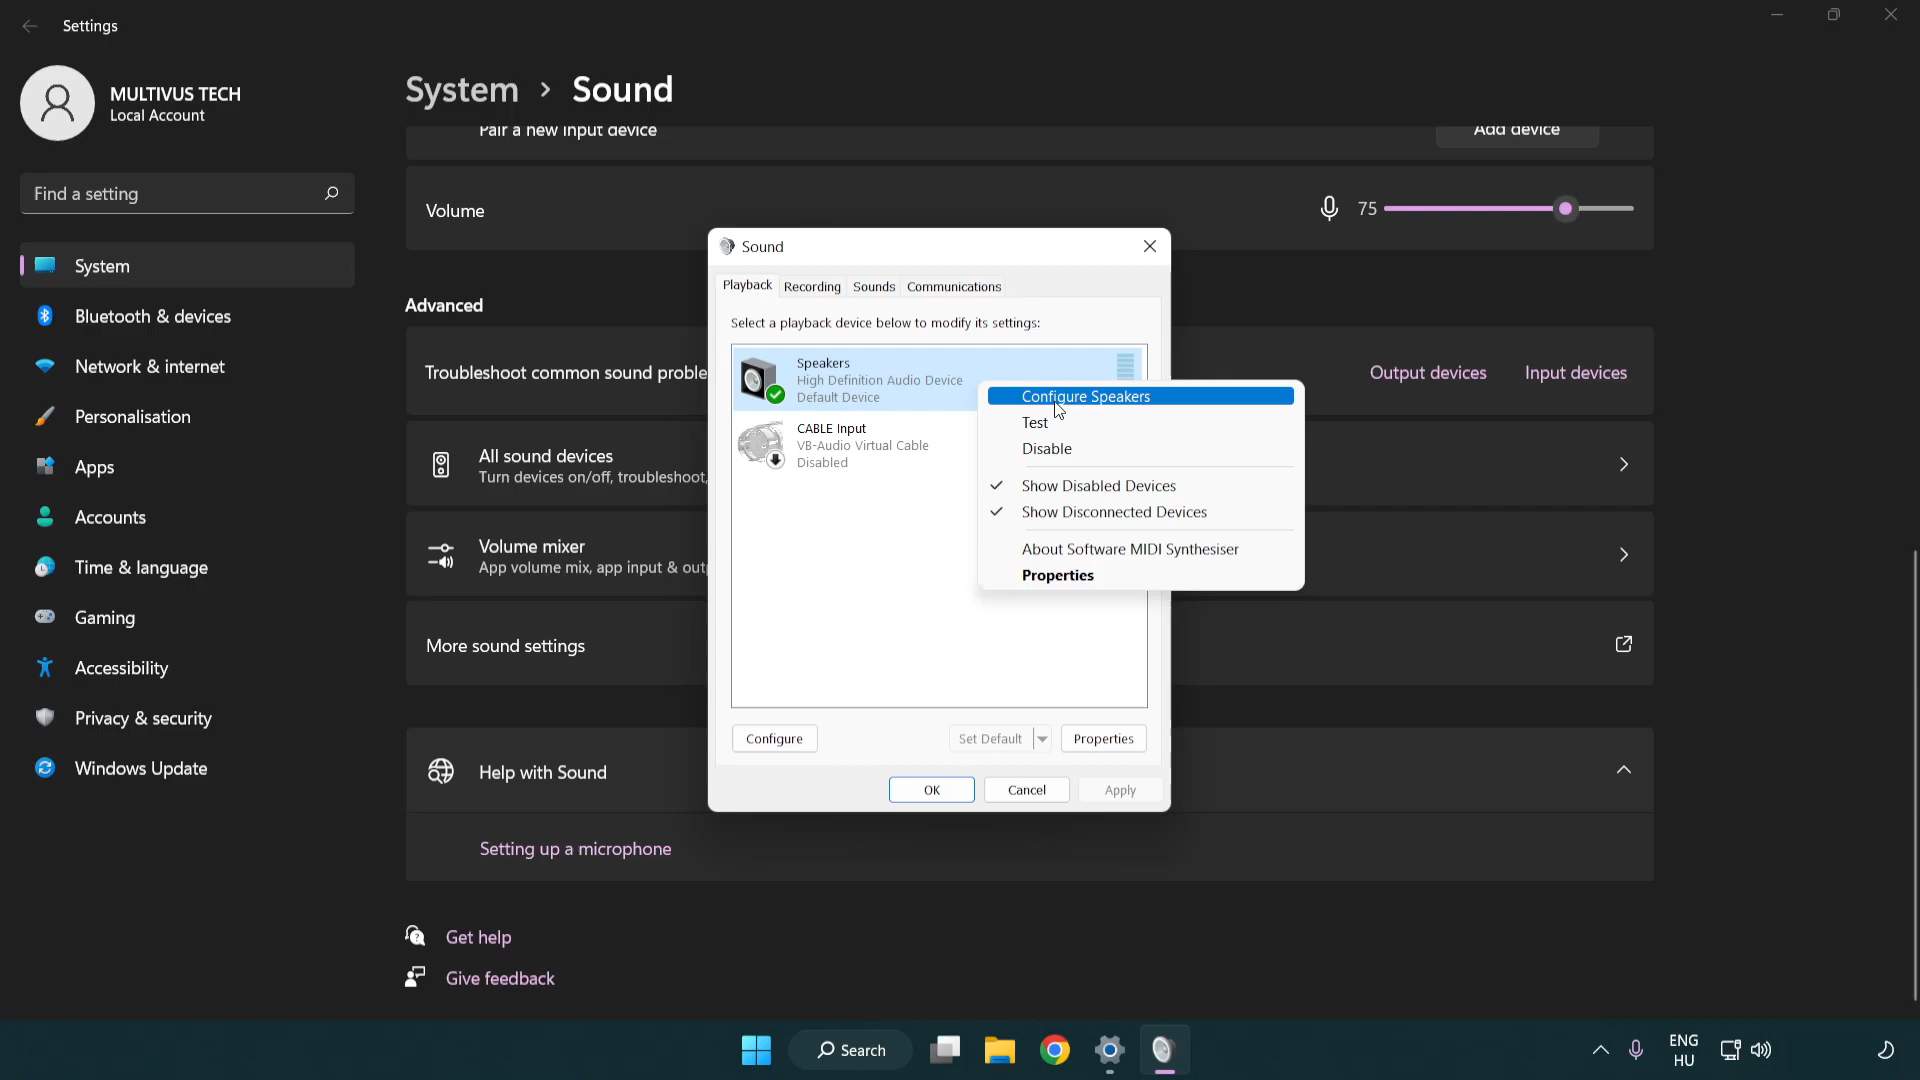 Settings
MULTIVUS TECH
Local Account
Find a setting
System
Bluetooth & devices
Network & internet
Personalisation
Apps
Accounts
Time & language
Gaming
Accessibility
Privacy & security
Windows Update
System > Sound
Pair a new input device
Add device
Volume
75
Advanced
Troubleshoot common sound proble
Output devices
Input devices
All sound devices
Turn devices on/off, troubleshoot,
Volume mixer
App volume mix, app input & out
More sound settings
Help with Sound
Setting up a microphone
Get help
Give feedback
Sound
Playback Recording Sounds Communications
Select a playback device below to modify its settings:
Speakers
High Definition Audio Device
Default Device
CABLE Input
VB-Audio Virtual Cable
Disabled
Configure Speakers
Test
Disable
Show Disabled Devices
Show Disconnected Devices
About Software MIDI Synthesiser
Properties
Configure
Set Default
Properties
OK
Cancel
Apply
Search
ENG
HU